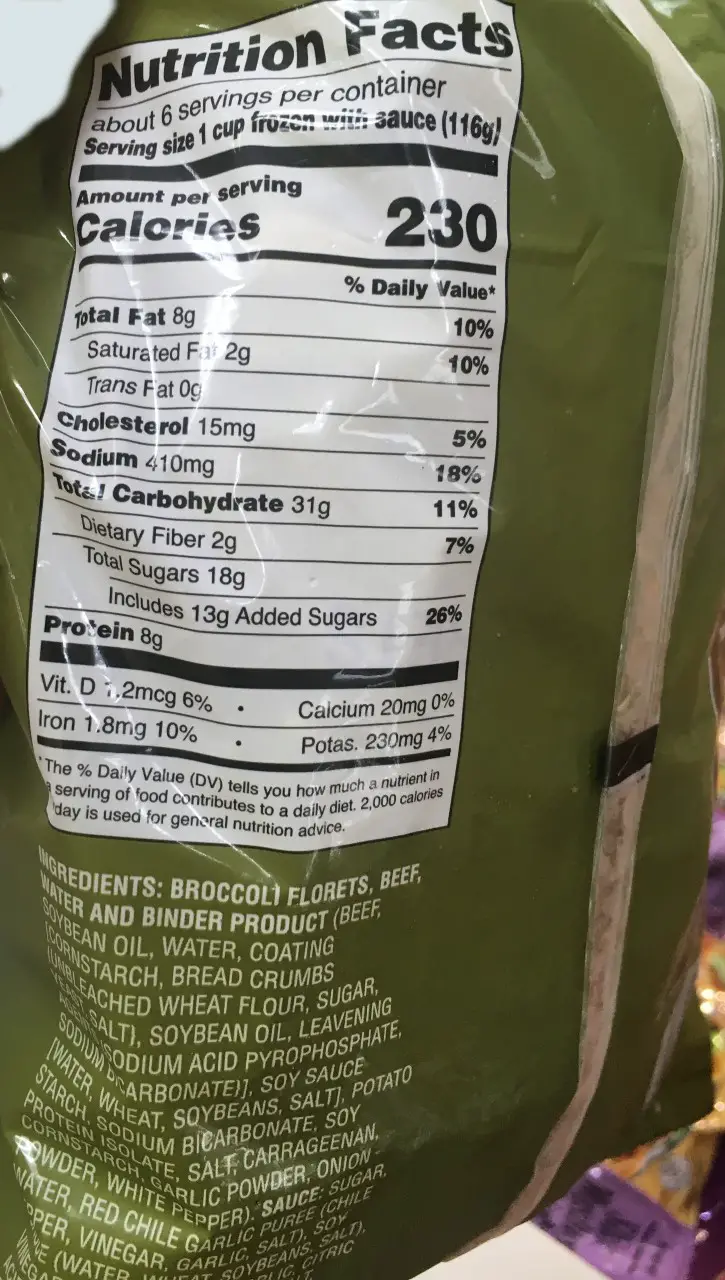 Nutrition Facts
about 6 servings per container
Serving size 1 cup frozen with sauce (116g)
Amount per serving
Calories 230
% Daily Value*
Total Fat 8g 10%
Saturated Fat 2g 10%
Trans Fat 0g
Cholesterol 15mg 5%
Sodium 410mg 18%
Total Carbohydrate 31g 11%
Dietary Fiber 2g 7%
Total Sugars 18g
Includes 13g Added Sugars 26%
Protein 8g
Vit. D 1.2mcg 6% • Calcium 20mg 0%
Iron 1.8mg 10% • Potas. 230mg 4%
*The % Daily Value (DV) tells you how much a nutrient in
a serving of food contributes to a daily diet. 2,000 calories
day is used for general nutrition advice.
INGREDIENTS: BROCCOLI FLORETS, BEEF,
WATER AND BINDER PRODUCT (BEEF,
SOYBEAN OIL, WATER, COATING
[CORNSTARCH, BREAD CRUMBS
(UNBLEACHED WHEAT FLOUR, SUGAR,
YEAST, SALT), SOYBEAN OIL, LEAVENING
SODIUM ACID PYROPHOSPHATE,
SODIUM BICARBONATE)], SOY SAUCE
[WATER, WHEAT, SOYBEANS, SALT], POTATO
STARCH, SODIUM BICARBONATE, SOY
PROTEIN ISOLATE, SALT, CARRAGEENAN,
CORNSTARCH, GARLIC POWDER, ONION
POWDER, WHITE PEPPER). SAUCE: SUGAR,
WATER, RED CHILE GARLIC PUREE (CHILE
PEPPER, VINEGAR, GARLIC, SALT), SOY
(WATER, WHEAT, SOYBEANS, SALT),
CITRIC